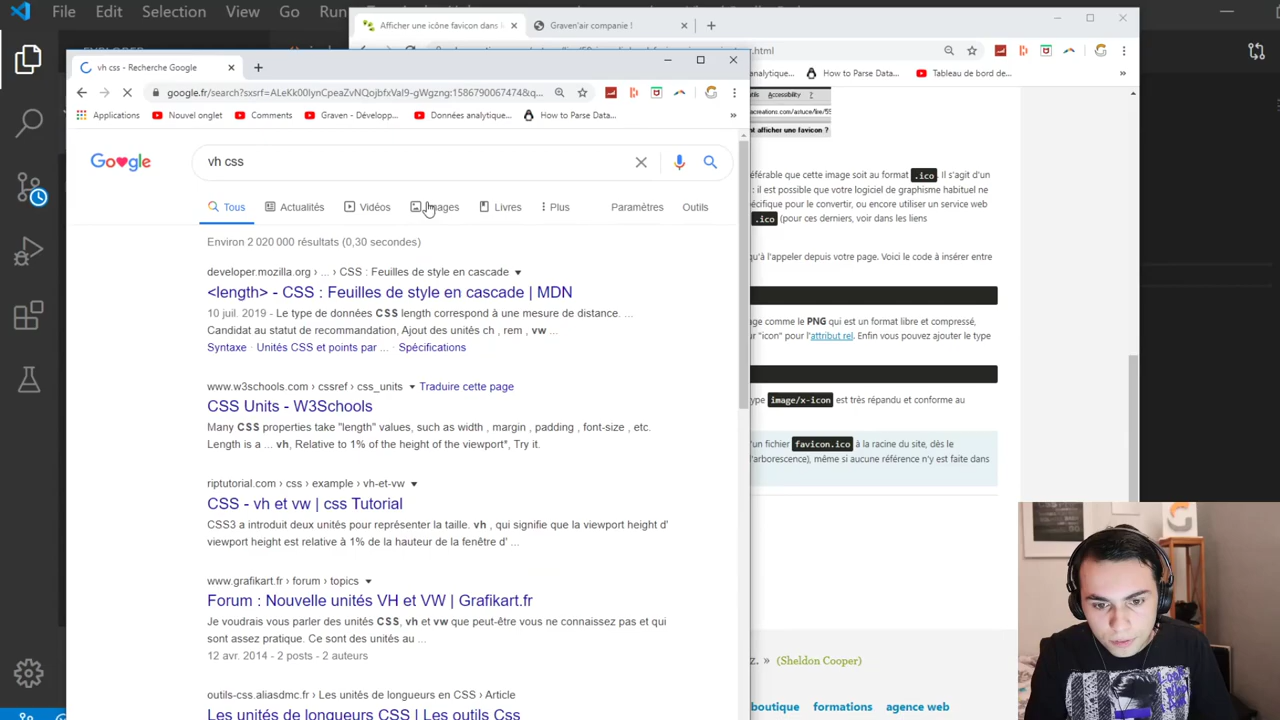 File Edit Selection View Go Run
Afficher une icône favicon dans
Graven'air companie !
vh css - Recherche Google
google.fr/search?sxsrf=ALeKk00lynCpeaZvNQojbfxVal9-gWgzng:1586790067474&q...
Applications
Nouvel onglet
Comments
Graven - Développ...
Données analytique...
How to Parse Data...
»
analytique...
How to Parse Data...
Tableau de bord de...
»
vh css
Tous
Actualités
Vidéos
Images
Livres
Plus
Paramètres
Outils
Environ 2 020 000 résultats (0,30 secondes)
developer.mozilla.org › ... › CSS : Feuilles de style en cascade
<length> - CSS : Feuilles de style en cascade | MDN
10 juil. 2019 - Le type de données CSS length correspond à une mesure de distance. ...
Candidat au statut de recommandation, Ajout des unités ch , rem , vw ...
Syntaxe · Unités CSS et points par ... · Spécifications
www.w3schools.com › cssref › css_units
Traduire cette page
CSS Units - W3Schools
Many CSS properties take "length" values, such as width , margin , padding , font-size , etc.
Length is a ... vh, Relative to 1% of the height of the viewport*, Try it.
riptutorial.com › css › example › vh-et-vw
CSS - vh et vw | css Tutorial
CSS3 a introduit deux unités pour représenter la taille. vh , qui signifie que la viewport height d'
viewport height est relative à 1% de la hauteur de la fenêtre d' ...
www.grafikart.fr › forum › topics
Forum : Nouvelle unités VH et VW | Grafikart.fr
Je voudrais vous parler des unités CSS, vh et vw que peut-être vous ne connaissez pas et qui
sont assez pratique. Ce sont des unités au ...
12 avr. 2014 - 2 posts - 2 auteurs
outils-css.aliasdmc.fr › Les unités de longueurs en CSS › Article
Les unités de longueurs CSS | Les outils Css
Accessibility
nt afficher une favicon ?
éférable que cette image soit au format .ico. Il s'agit d'un
: il est possible que votre logiciel de graphisme habituel ne
pécifique pour le convertir, ou encore utiliser un service web
.ico (pour ces derniers, voir dans les liens
qu'à l'appeler depuis votre page. Voici le code à insérer entre
age comme le PNG qui est un format libre et compressé,
ur "icon" pour l'attribut rel. Enfin vous pouvez ajouter le type
ype image/x-icon est très répandu et conforme au
'un fichier favicon.ico à la racine du site, dès le
'arborescence), même si aucune référence n'y est faite dans
z. » (Sheldon Cooper)
boutique
formations
agence web